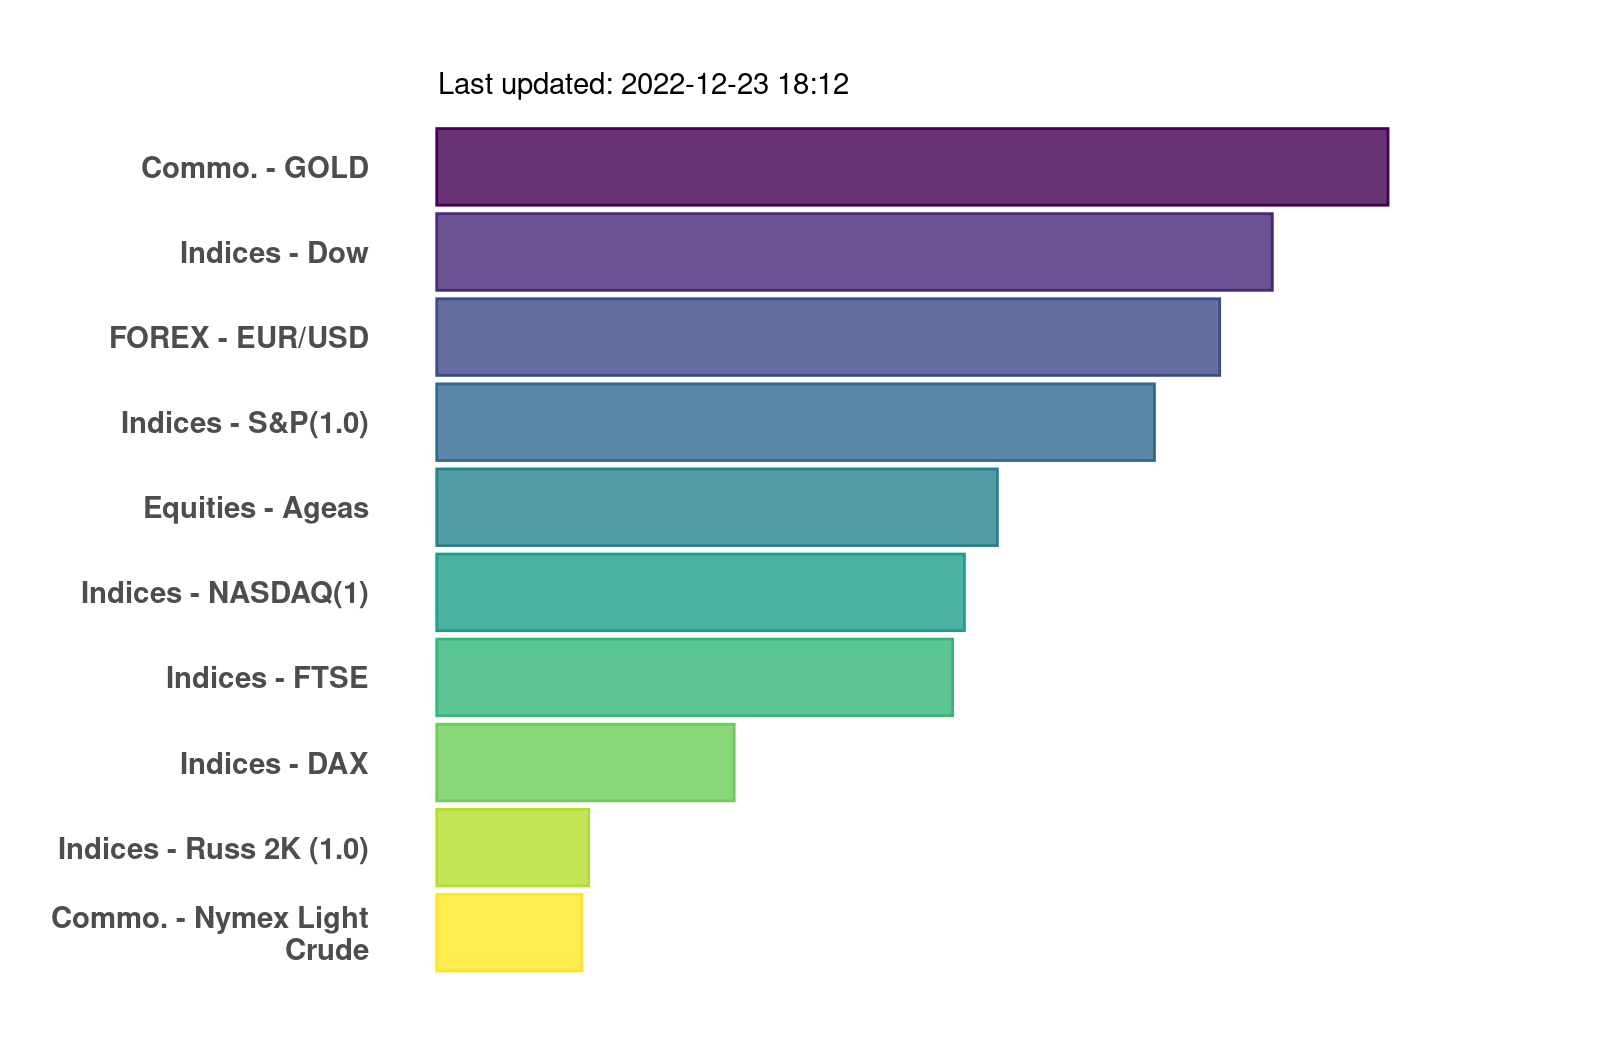 Last updated: 2022-12-23 18:12
Commo. - GOLD
Indices - Dow
FOREX - EUR/USD
Indices - S&P(1.0)
Equities - Ageas
Indices - NASDAQ(1)
Indices - FTSE
Indices - DAX
Indices - Russ 2K (1.0)
Commo. - Nymex Light
Crude